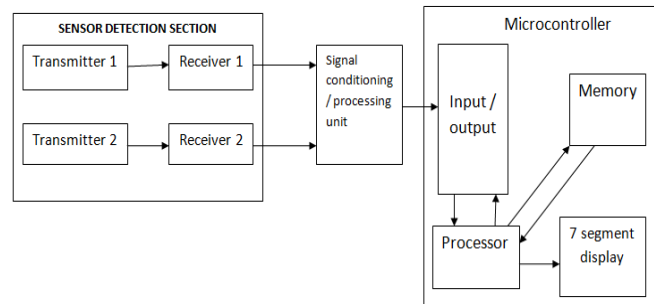 SENSOR DETECTION SECTION
Transmitter 1
Receiver 1
Transmitter 2
Receiver 2
Signal
conditioning
/ processing
unit
Microcontroller
Input /
output
Memory
Processor
7 segment
display